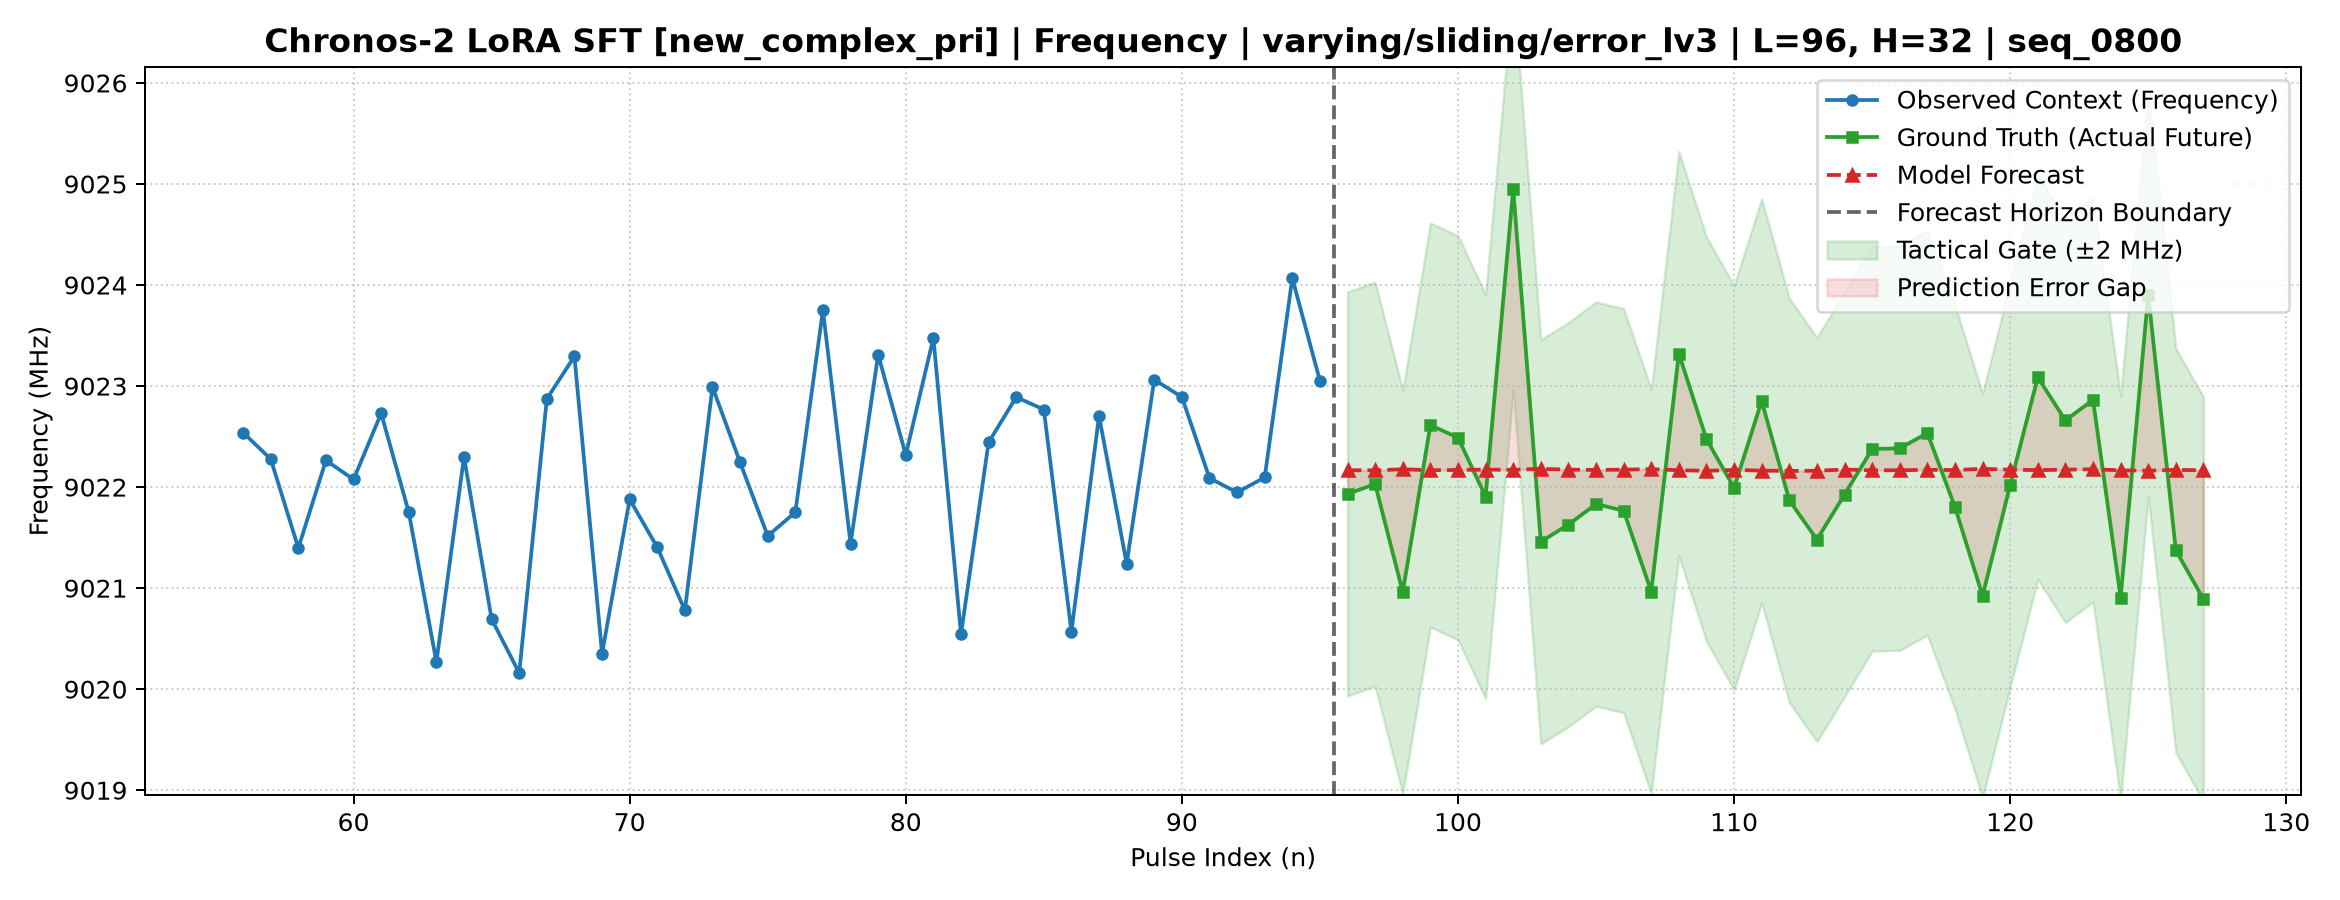 Chronos-2 LoRA SFT [new_complex_pri] | Frequency | varying/sliding/error_lv3 | L=96, H=32 | seq_0800
Frequency (MHz)
9026
9025
9024
9023
9022
9021
9020
9019
Observed Context (Frequency)
Ground Truth (Actual Future)
Model Forecast
Forecast Horizon Boundary
Tactical Gate (±2 MHz)
Prediction Error Gap
60 70 80 90 100 110 120 130
Pulse Index (n)